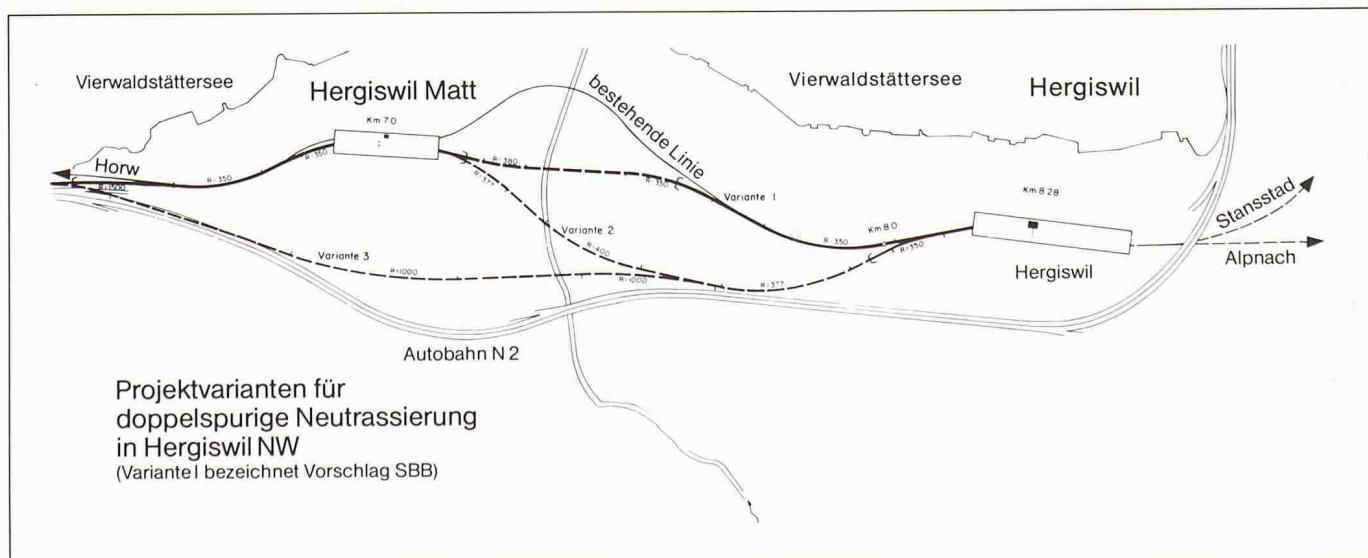 Vierwaldstättersee
Hergiswil Matt
Km 7.0
bestehende Linie
Vierwaldstättersee
Hergiswil
Horw
R=1500
R=350
R=350
R=380
R=377
R=350
Variante 1
Km 8.0
Km 8.28
Stansstad
Alpnach
Variante 2
R=400
R=350
R=350
Hergiswil
Variante 3
R=1000
R=1000
R=377
Autobahn N 2
Projektvarianten für
doppelspurige Neutrassierung
in Hergiswil NW
(Variante I bezeichnet Vorschlag SBB)